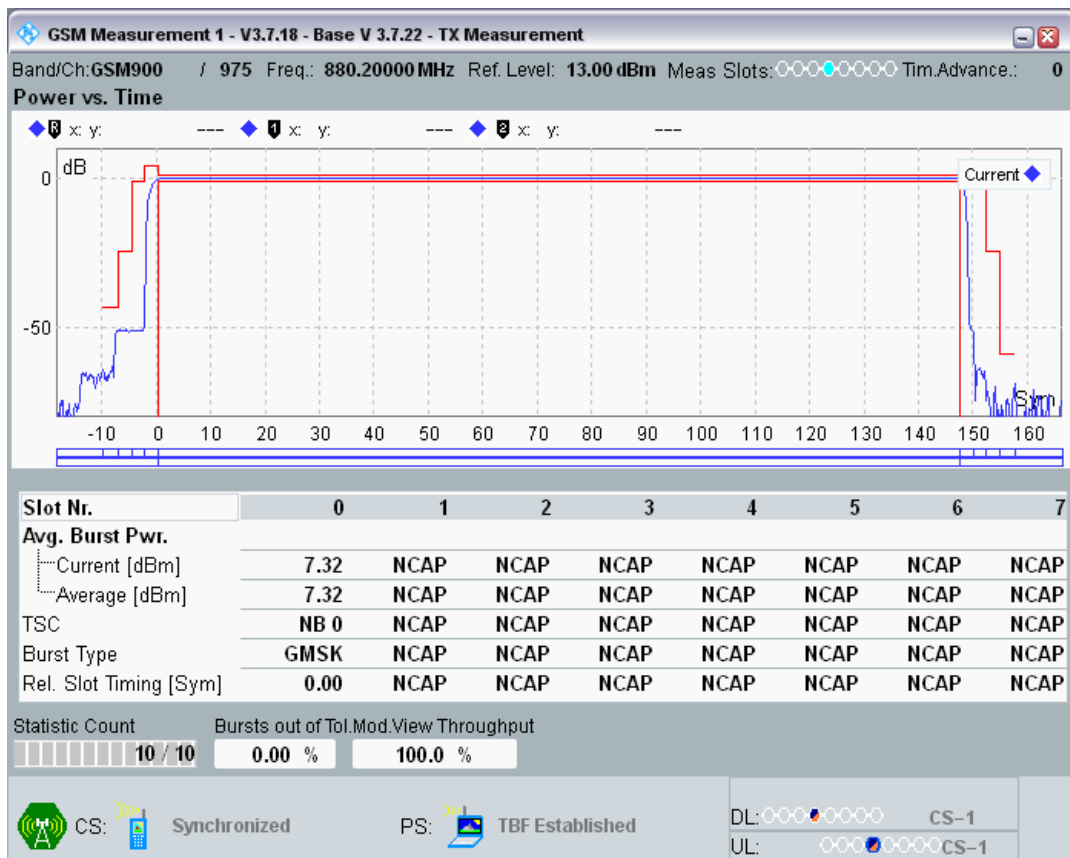 GSM Measurement 1 - V3.7.18 - Base V 3.7.22 - TX Measurement
Band/Ch:GSM900 / 975 Freq.: 880.20000 MHz Ref. Level: 13.00 dBm Meas Slots: Tim.Advance.: 0
Power vs. Time
R x: y: --- 1 x: y: --- 2 x: y: ---
dB
Current
0
-50
Sym
-10 0 10 20 30 40 50 60 70 80 90 100 110 120 130 140 150 160
Slot Nr. 0 1 2 3 4 5 6 7
Avg. Burst Pwr.
Current [dBm] 7.32 NCAP NCAP NCAP NCAP NCAP NCAP NCAP
Average [dBm] 7.32 NCAP NCAP NCAP NCAP NCAP NCAP NCAP
TSC NB 0 NCAP NCAP NCAP NCAP NCAP NCAP NCAP
Burst Type GMSK NCAP NCAP NCAP NCAP NCAP NCAP NCAP
Rel. Slot Timing [Sym] 0.00 NCAP NCAP NCAP NCAP NCAP NCAP NCAP
Statistic Count Bursts out of Tol. Mod.View Throughput
10 / 10 0.00 % 100.0 %
CS: Synchronized PS: TBF Established
DL: CS-1
UL: CS-1